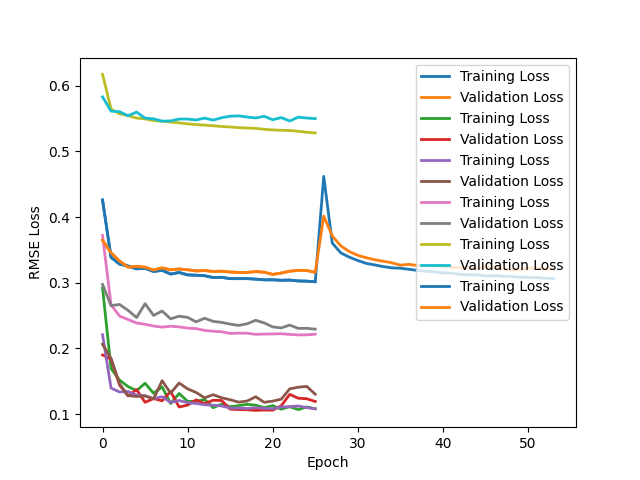 Training Loss
Validation Loss
Training Loss
Validation Loss
Training Loss
Validation Loss
Training Loss
Validation Loss
Training Loss
Validation Loss
Training Loss
Validation Loss
RMSE Loss
0.6
0.5
0.4
0.3
0.2
0.1
0 10 20 30 40 50
Epoch